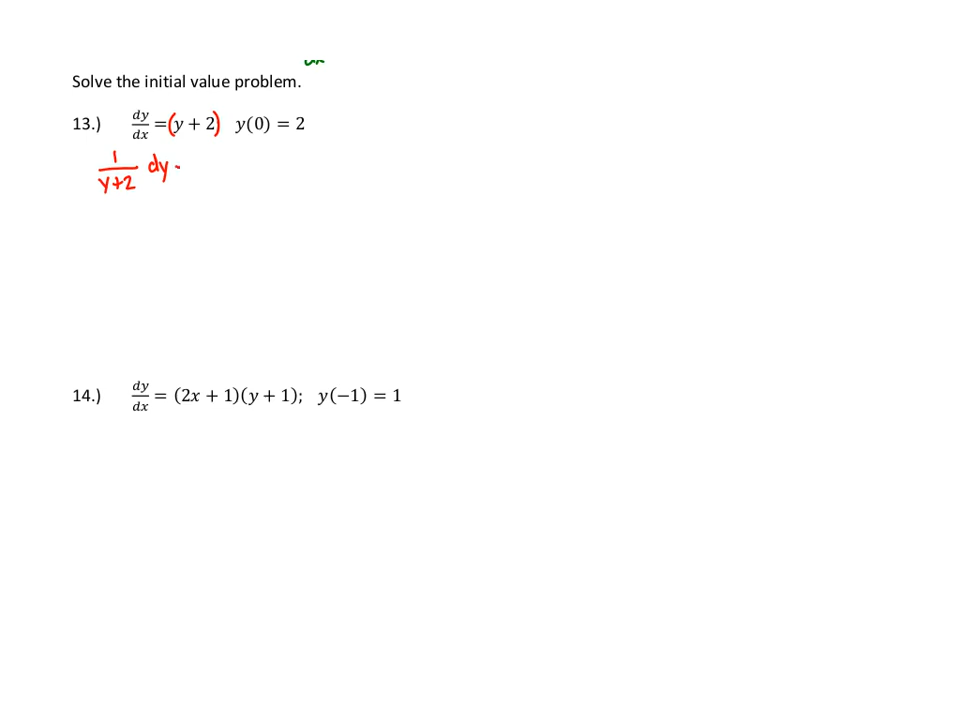 Solve the initial value problem.
13.) dy/dx =(y + 2) y(0) = 2
1/(y+2) dy -
14.) dy/dx = (2x + 1)(y + 1); y(−1) = 1